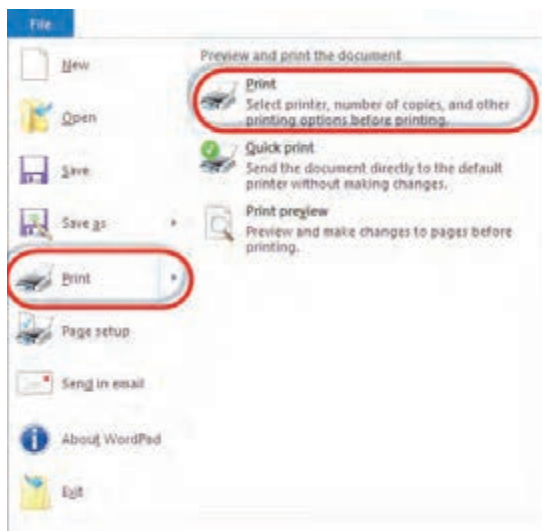 File
New
Open
Save
Save as
Print
Page setup
Send in email
About WordPad
Exit
Preview and print the document
Print
Select printer, number of copies, and other
printing options before printing.
Quick print
Send the document directly to the default
printer without making changes.
Print preview
Preview and make changes to pages before
printing.